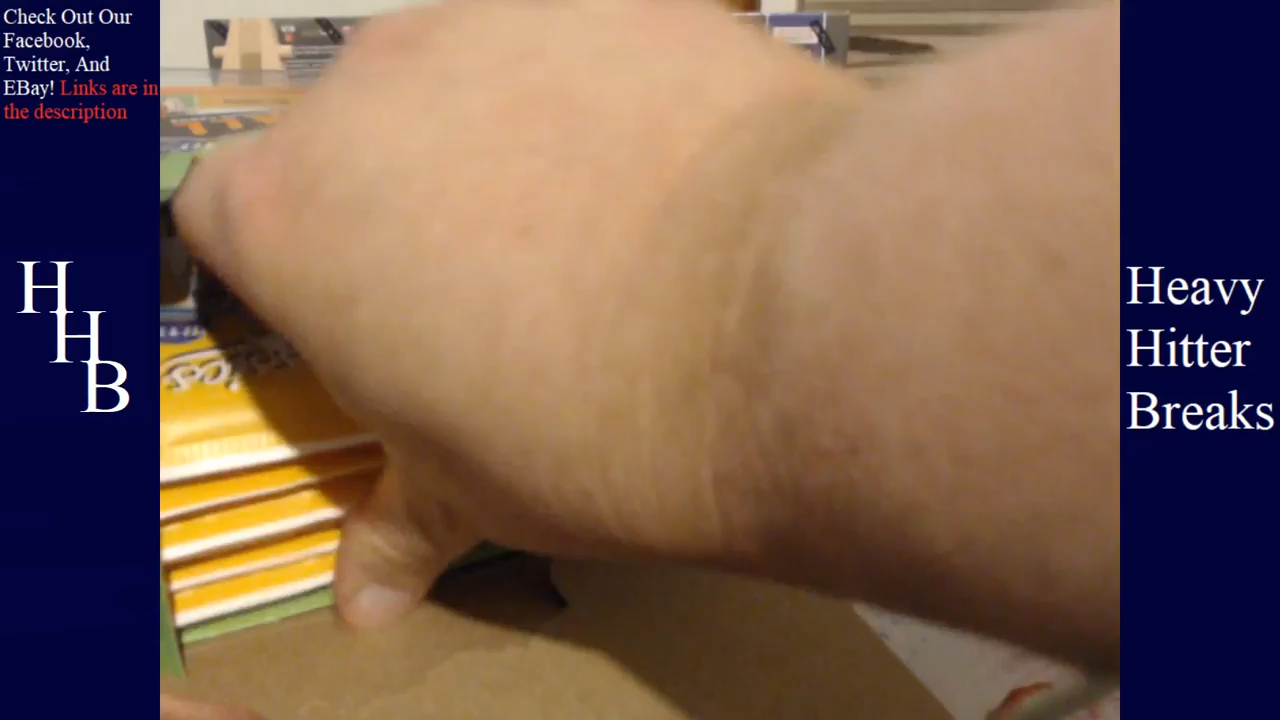 Check Out Our
Facebook,
Twitter, And
EBay! Links are in
the description
H
H
B
Heavy
Hitter
Breaks